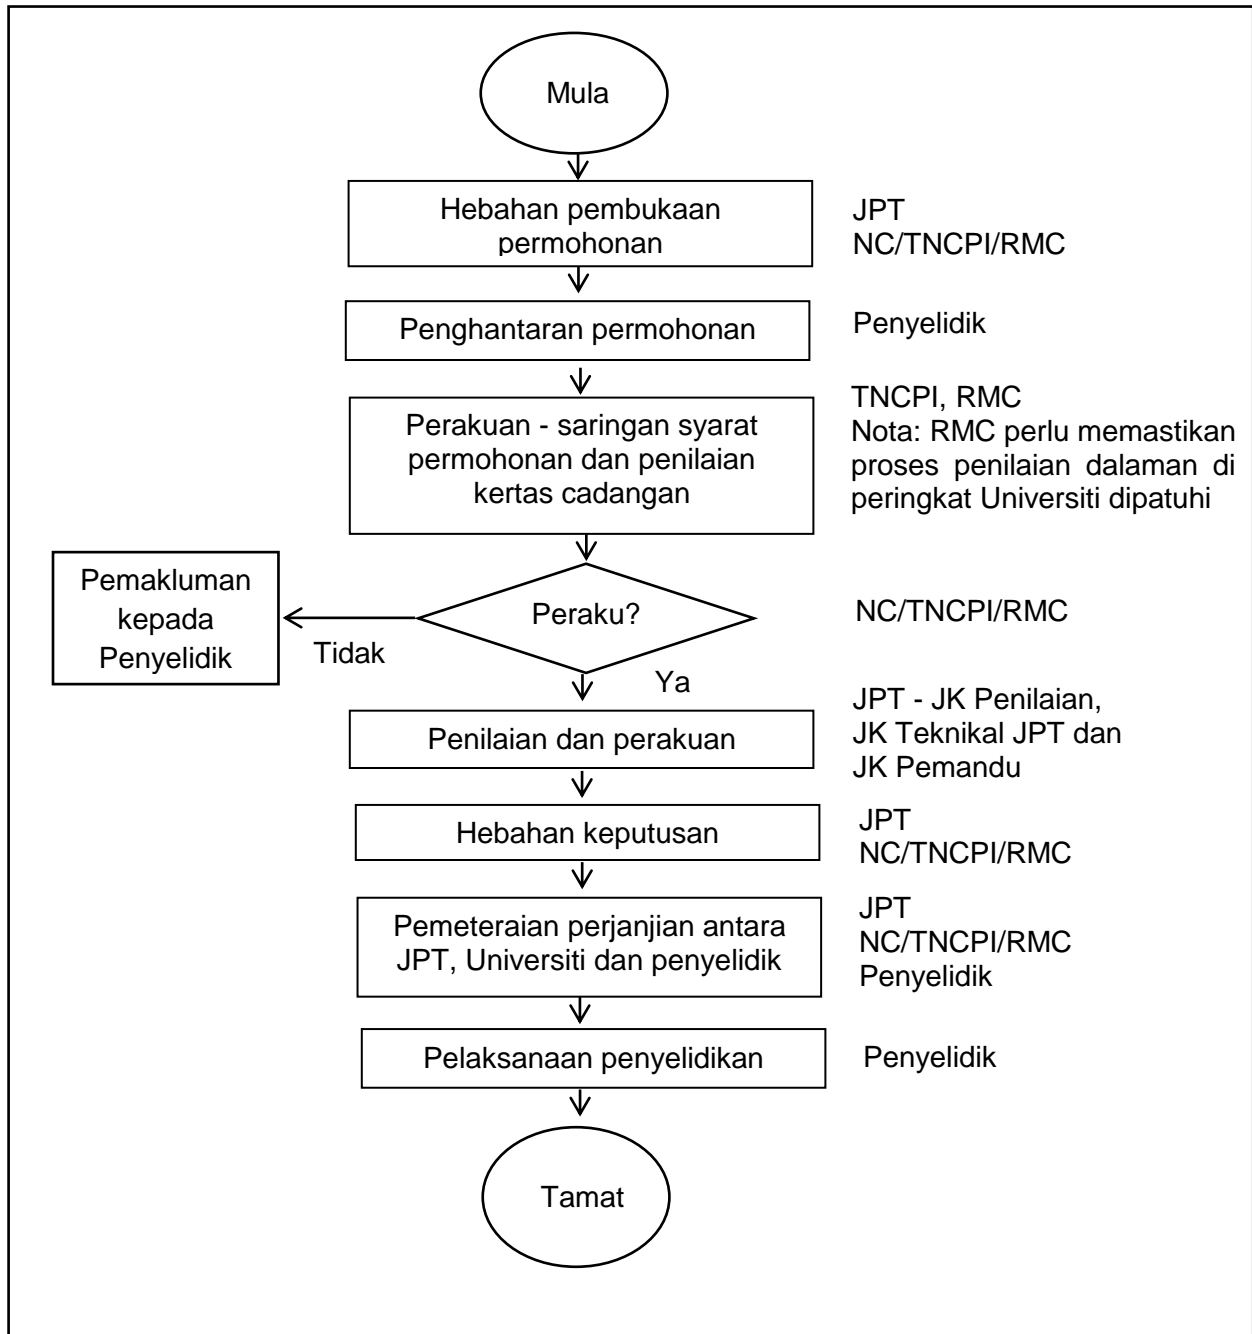 Mula
Hebahan pembukaan
permohonan
JPT
NC/TNCPI/RMC
Penghantaran permohonan
Penyelidik
Perakuan - saringan syarat
permohonan dan penilaian
kertas cadangan
TNCPI, RMC
Nota: RMC perlu memastikan
proses penilaian dalaman di
peringkat Universiti dipatuhi
Peraku?
NC/TNCPI/RMC
Tidak
Pemakluman
kepada
Penyelidik
Ya
Penilaian dan perakuan
JPT - JK Penilaian,
JK Teknikal JPT dan
JK Pemandu
Hebahan keputusan
JPT
NC/TNCPI/RMC
Pemeteraian perjanjian antara
JPT, Universiti dan penyelidik
JPT
NC/TNCPI/RMC
Penyelidik
Pelaksanaan penyelidikan
Penyelidik
Tamat